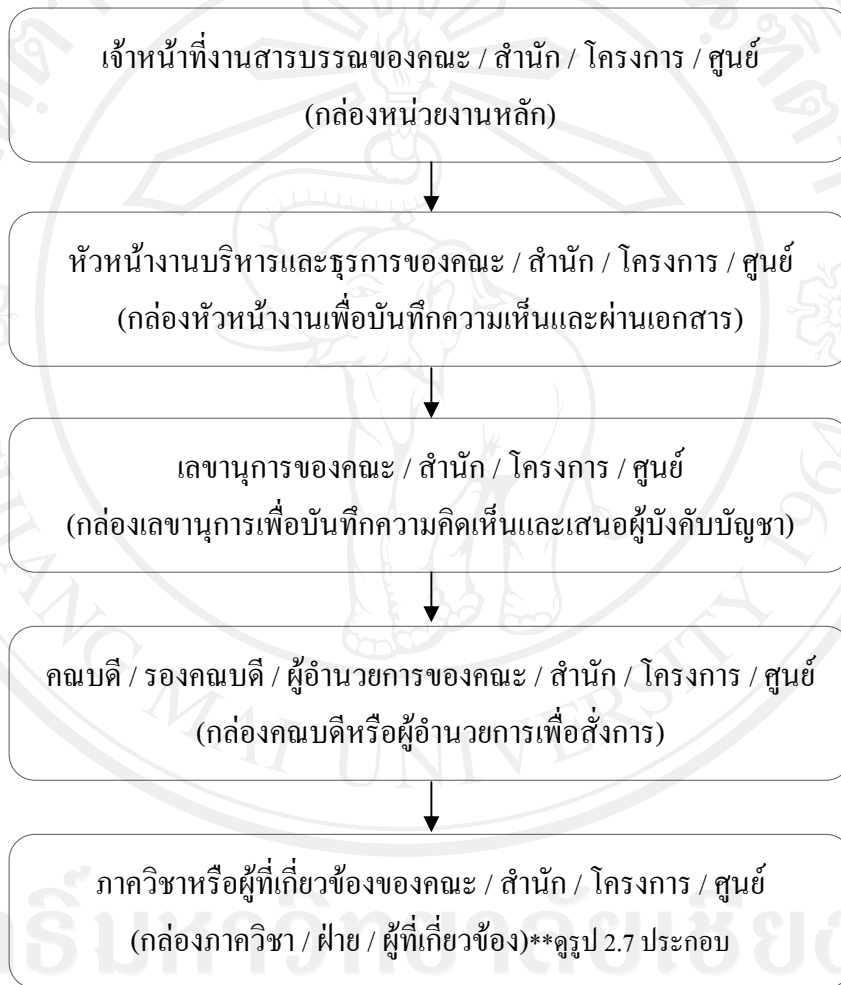 เจ้าหน้าที่งานสารบรรณของคณะ / สำนัก / โครงการ / ศูนย์
(กล่องหน่วยงานหลัก)
หัวหน้างานบริหารและธุรการของคณะ / สำนัก / โครงการ / ศูนย์
(กล่องหัวหน้างานเพื่อบันทึกความเห็นและผ่านเอกสาร)
เลขานุการของคณะ / สำนัก / โครงการ / ศูนย์
(กล่องเลขานุการเพื่อบันทึกความคิดเห็นและเสนอผู้บังคับบัญชา)
คณบดี / รองคณบดี / ผู้อำนวยการของคณะ / สำนัก / โครงการ / ศูนย์
(กล่องคณบดีหรือผู้อำนวยการเพื่อสั่งการ)
ภาควิชาหรือผู้ที่เกี่ยวข้องของคณะ / สำนัก / โครงการ / ศูนย์
(กล่องภาควิชา / ฝ่าย / ผู้ที่เกี่ยวข้อง)**ดูรูป 2.7 ประกอบ
MAI UNIVERSITY 1964
มหาวิทยาลัย